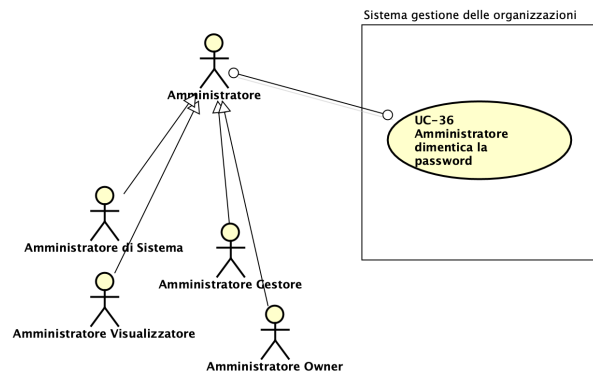 Sistema gestione delle organizzazioni
Amministratore
UC-36
Amministratore
dimentica la
password
Amministratore di Sistema
Amministratore Gestore
Amministratore Visualizzatore
Amministratore Owner